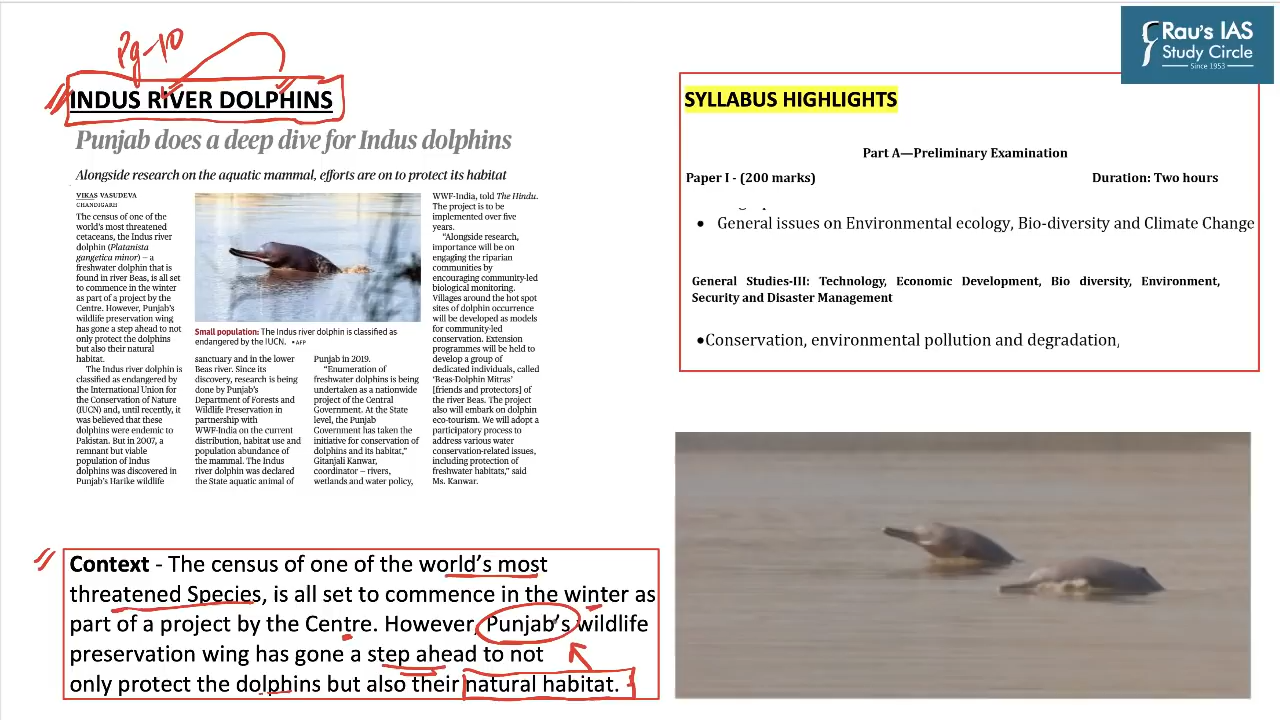 Pg-10
INDUS RIVER DOLPHINS
Punjab does a deep dive for Indus dolphins
Alongside research on the aquatic mammal, efforts are on to protect its habitat
VIKAS VASUDEVA
CHANDIGARH
The census of one of the
world's most threatened
cetaceans, the Indus river
dolphin (Platanista
gangetica minor) – a
freshwater dolphin that is
found in river Beas, is all set
to commence in the winter
as part of a project by the
Centre. However, Punjab's
wildlife preservation wing
has gone a step ahead to not
only protect the dolphins
but also their natural
habitat.
The Indus river dolphin is
classified as endangered by
the International Union for
the Conservation of Nature
(IUCN) and, until recently, it
was believed that these
dolphins were endemic to
Pakistan. But in 2007, a
remnant but viable
population of Indus
dolphins was discovered in
Punjab's Harike wildlife
Small population: The Indus river dolphin is classified as
endangered by the IUCN. • AFP
sanctuary and in the lower
Beas river. Since its
discovery, research is being
done by Punjab's
Department of Forests and
Wildlife Preservation in
partnership with
WWF-India on the current
distribution, habitat use and
population abundance of
the mammal. The Indus
river dolphin was declared
the State aquatic animal of
Punjab in 2019.
"Enumeration of
freshwater dolphins is being
undertaken as a nationwide
project of the Central
Government. At the State
level, the Punjab
Government has taken the
initiative for conservation of
dolphins and its habitat,"
Gitanjali Kanwar,
coordinator – rivers,
wetlands and water policy,
WWF-India, told The Hindu.
The project is to be
implemented over five
years.
"Alongside research,
importance will be on
engaging the riparian
communities by
encouraging community-led
biological monitoring.
Villages around the hot spot
sites of dolphin occurrence
will be developed as models
for community-led
conservation. Extension
programmes will be held to
develop a group of
dedicated individuals, called
'Beas-Dolphin Mitras'
[friends and protectors] of
the river Beas. The project
also will embark on dolphin
eco-tourism. We will adopt a
participatory process to
address various water
conservation-related issues,
including protection of
freshwater habitats," said
Ms. Kanwar.
Context - The census of one of the world's most
threatened Species, is all set to commence in the winter as
part of a project by the Centre. However, Punjab's wildlife
preservation wing has gone a step ahead to not
only protect the dolphins but also their natural habitat.
Rau's IAS
Study Circle
Since 1953
SYLLABUS HIGHLIGHTS
Part A—Preliminary Examination
Paper I - (200 marks) Duration: Two hours
• General issues on Environmental ecology, Bio-diversity and Climate Change
General Studies-III: Technology, Economic Development, Bio diversity, Environment,
Security and Disaster Management
•Conservation, environmental pollution and degradation,